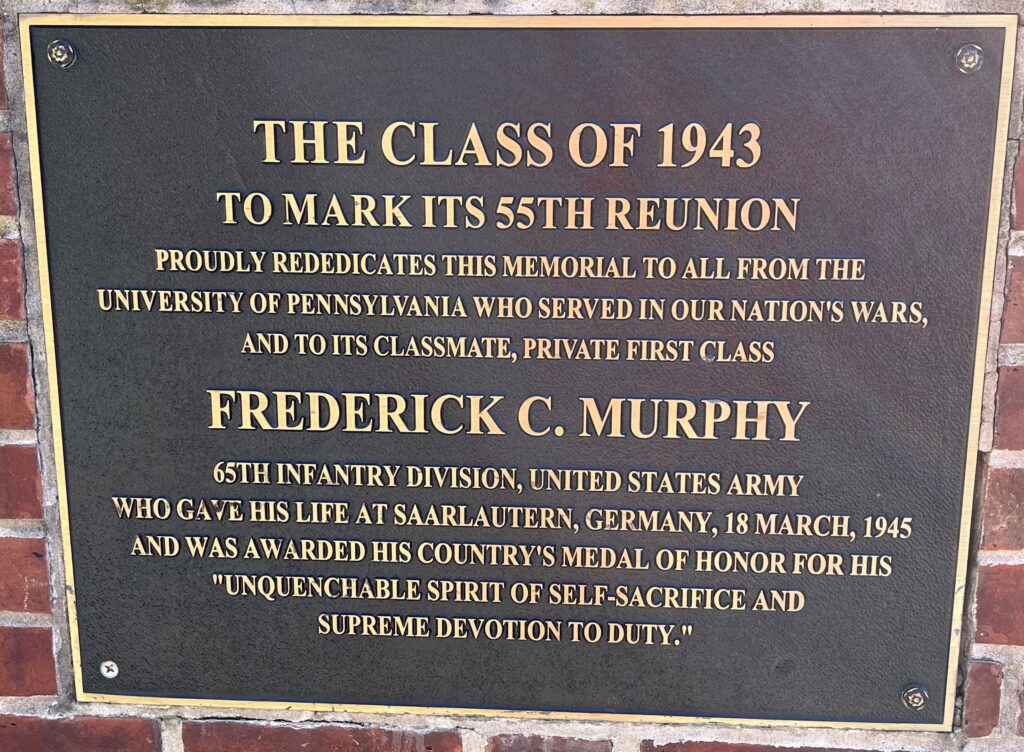 THE CLASS OF 1943
TO MARK ITS 55TH REUNION
PROUDLY REDEDICATES THIS MEMORIAL TO ALL FROM THE
UNIVERSITY OF PENNSYLVANIA WHO SERVED IN OUR NATION'S WARS,
AND TO ITS CLASSMATE, PRIVATE FIRST CLASS
FREDERICK C. MURPHY
65TH INFANTRY DIVISION, UNITED STATES ARMY
WHO GAVE HIS LIFE AT SAARLAUTERN, GERMANY, 18 MARCH, 1945
AND WAS AWARDED HIS COUNTRY'S MEDAL OF HONOR FOR HIS
"UNQUENCHABLE SPIRIT OF SELF-SACRIFICE AND
SUPREME DEVOTION TO DUTY."